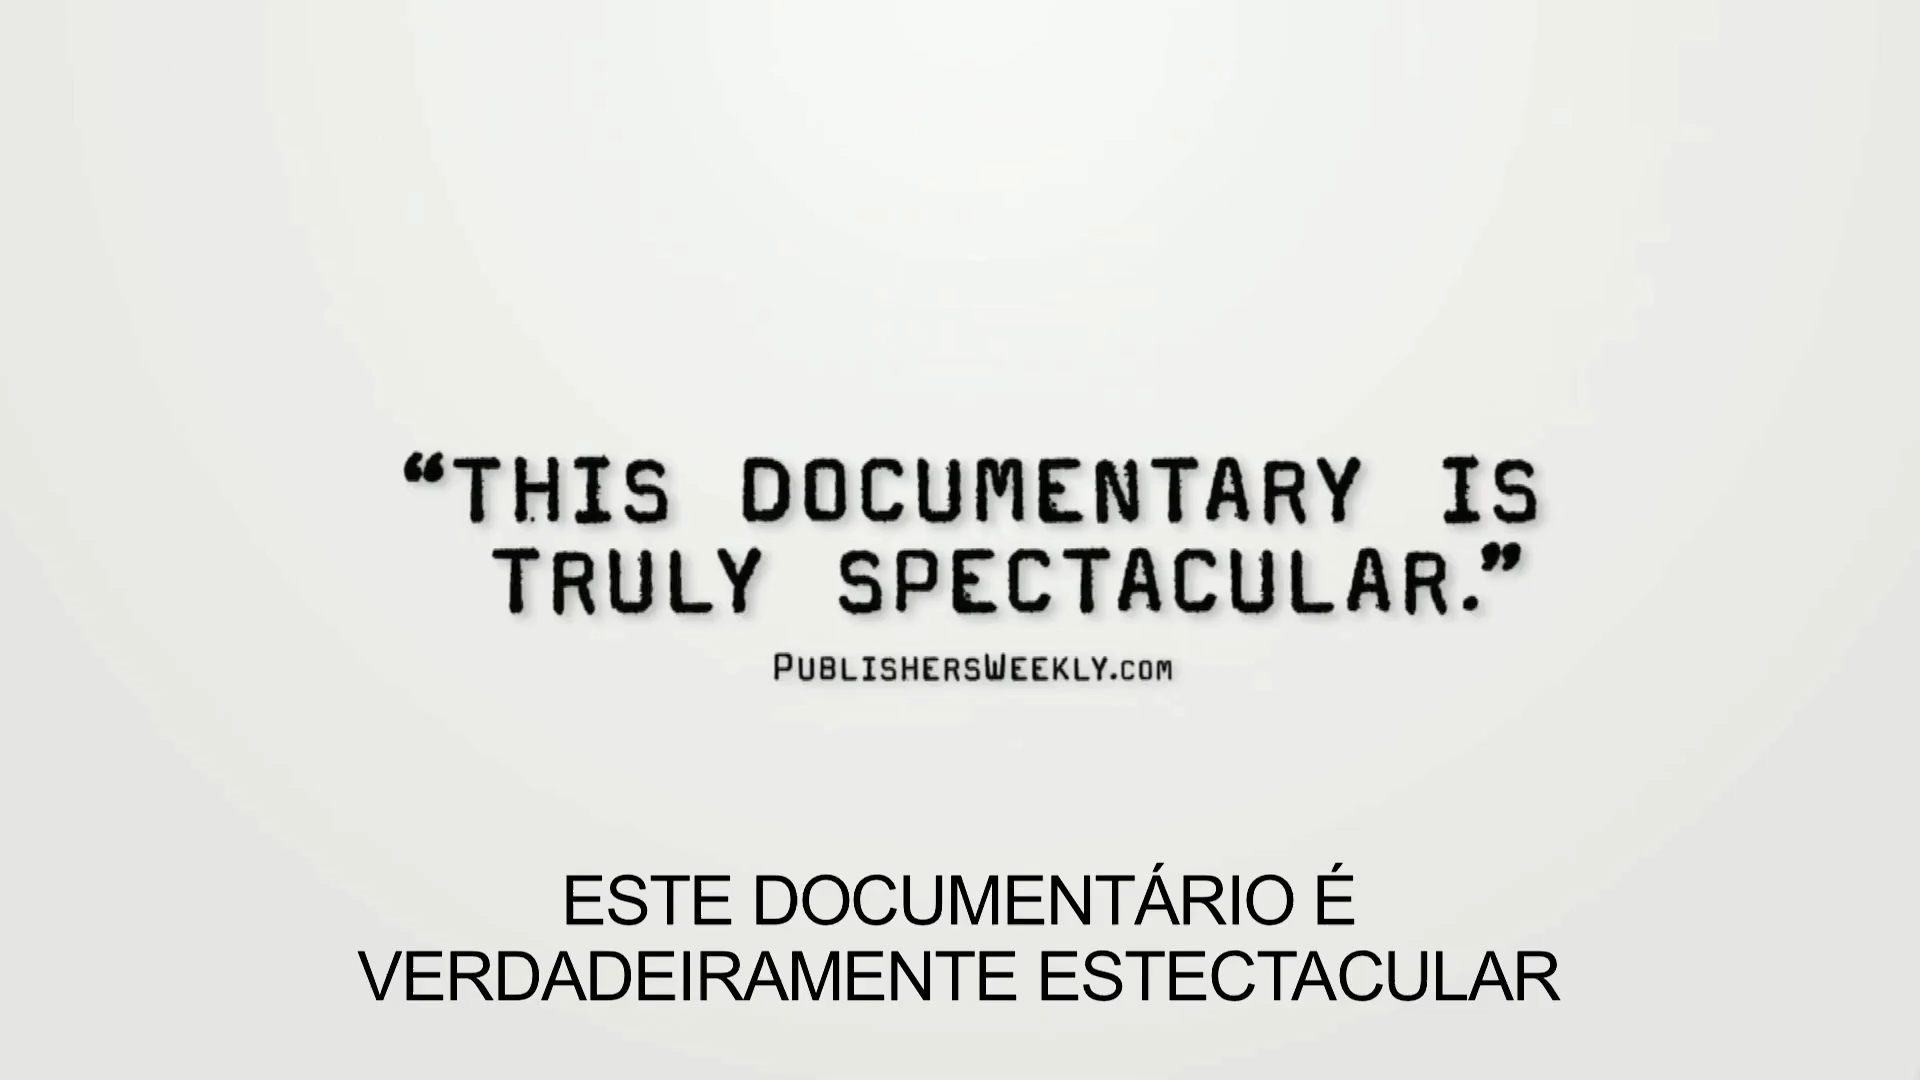 “THIS DOCUMENTARY IS
TRULY SPECTACULAR.”
PUBLISHERSWEEKLY.COM
ESTE DOCUMENTÁRIO É
VERDADEIRAMENTE ESTECTACULAR